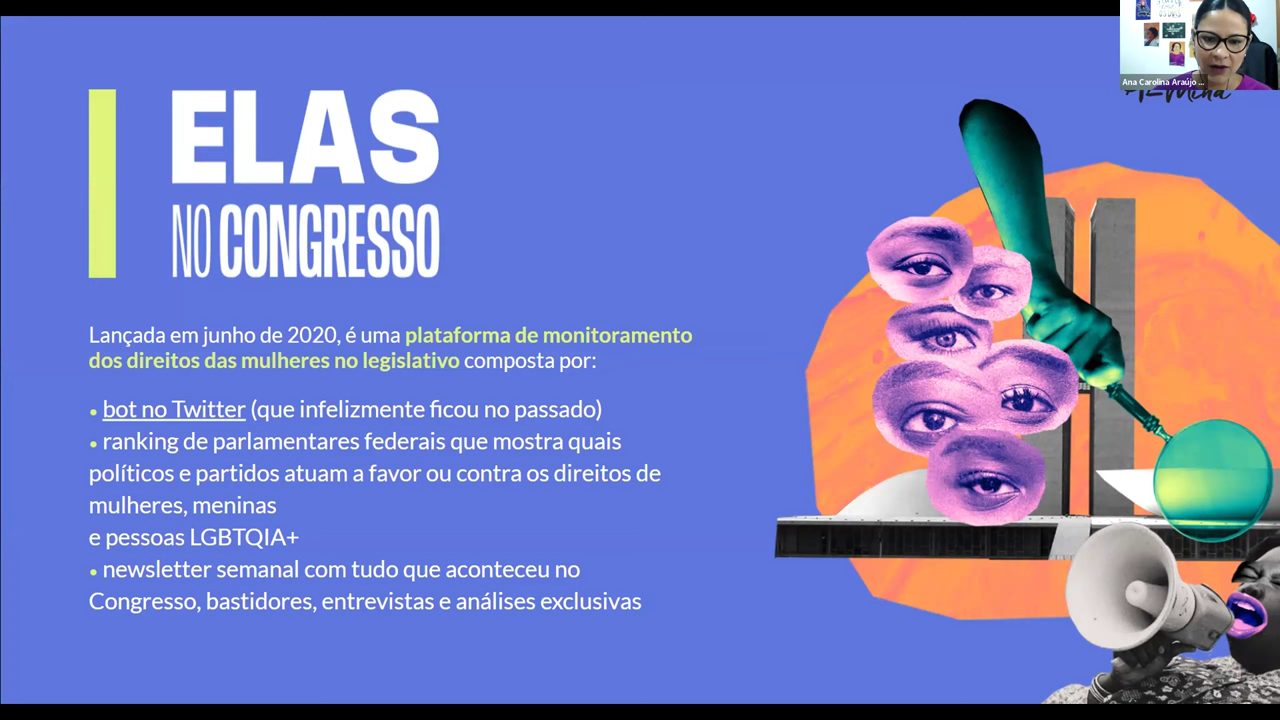 Ana Carolina Araújo ...
ELAS
NO CONGRESSO
Lançada em junho de 2020, é uma plataforma de monitoramento
dos direitos das mulheres no legislativo composta por:
• bot no Twitter (que infelizmente ficou no passado)
• ranking de parlamentares federais que mostra quais
políticos e partidos atuam a favor ou contra os direitos de
mulheres, meninas
e pessoas LGBTQIA+
• newsletter semanal com tudo que aconteceu no
Congresso, bastidores, entrevistas e análises exclusivas